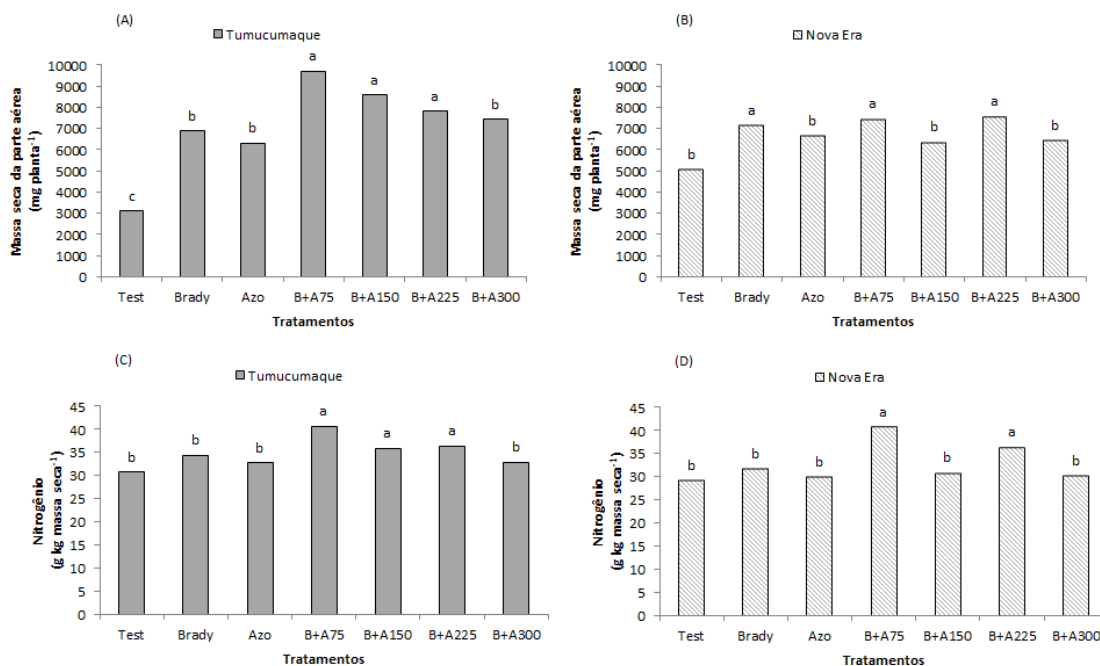 (A)
Tumucumaque
Massa seca da parte aérea
(mg planta⁻¹)
10000
9000
8000
7000
6000
5000
4000
3000
2000
1000
0
c
b
b
a
a
a
b
Test Brady Azo B+A75 B+A150 B+A225 B+A300
Tratamentos
(B)
Nova Era
Massa seca da parte aérea
(mg planta⁻¹)
10000
9000
8000
7000
6000
5000
4000
3000
2000
1000
0
b
a
b
a
b
a
b
Test Brady Azo B+A75 B+A150 B+A225 B+A300
Tratamentos
(C)
Tumucumaque
Nitrogênio
(g kg massa seca⁻¹)
45
40
35
30
25
20
15
10
5
0
b
b
b
a
a
a
b
Test Brady Azo B+A75 B+A150 B+A225 B+A300
Tratamentos
(D)
Nova Era
Nitrogênio
(g kg massa seca⁻¹)
45
40
35
30
25
20
15
10
5
0
b
b
b
a
b
a
b
Test Brady Azo B+A75 B+A150 B+A225 B+A300
Tratamentos